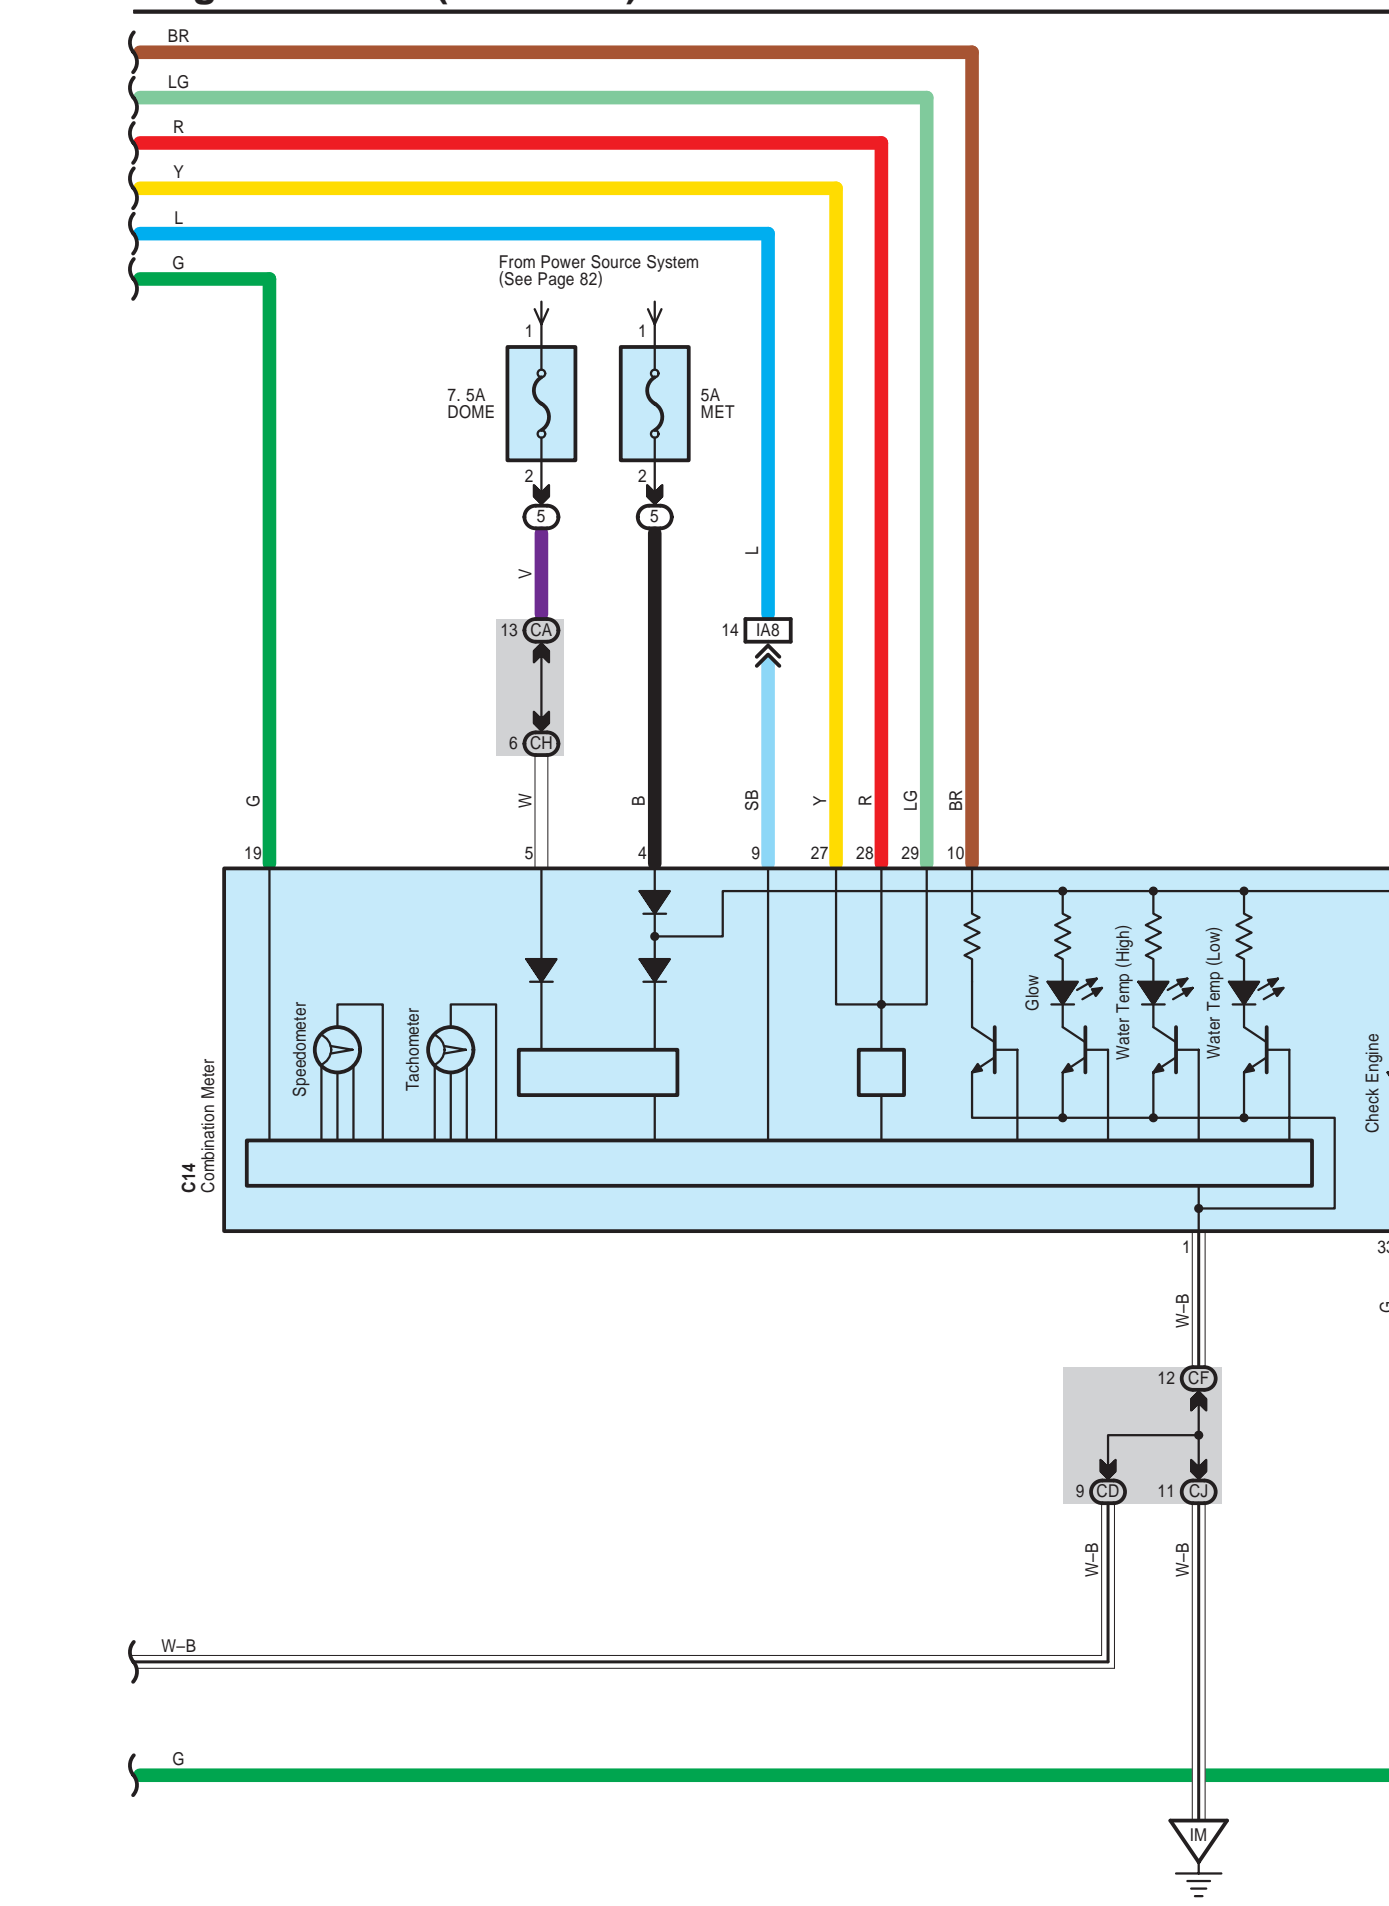 BR
LG
R
Y
L
G
From Power Source System
(See Page 82)
1
1
7. 5A
DOME
5A
MET
2
2
5
5
L
V
13 CA
14 IA8
6 CH
G
W
B
SB
Y
R
LG
BR
19
5
4
9
27
28
29
10
Speedometer
Tachometer
Glow
Water Temp (High)
Water Temp (Low)
Check Engine
C14
Combination Meter
1
33
G
W–B
12 CF
9 CD
11 CJ
W–B
W–B
W–B
G
IM